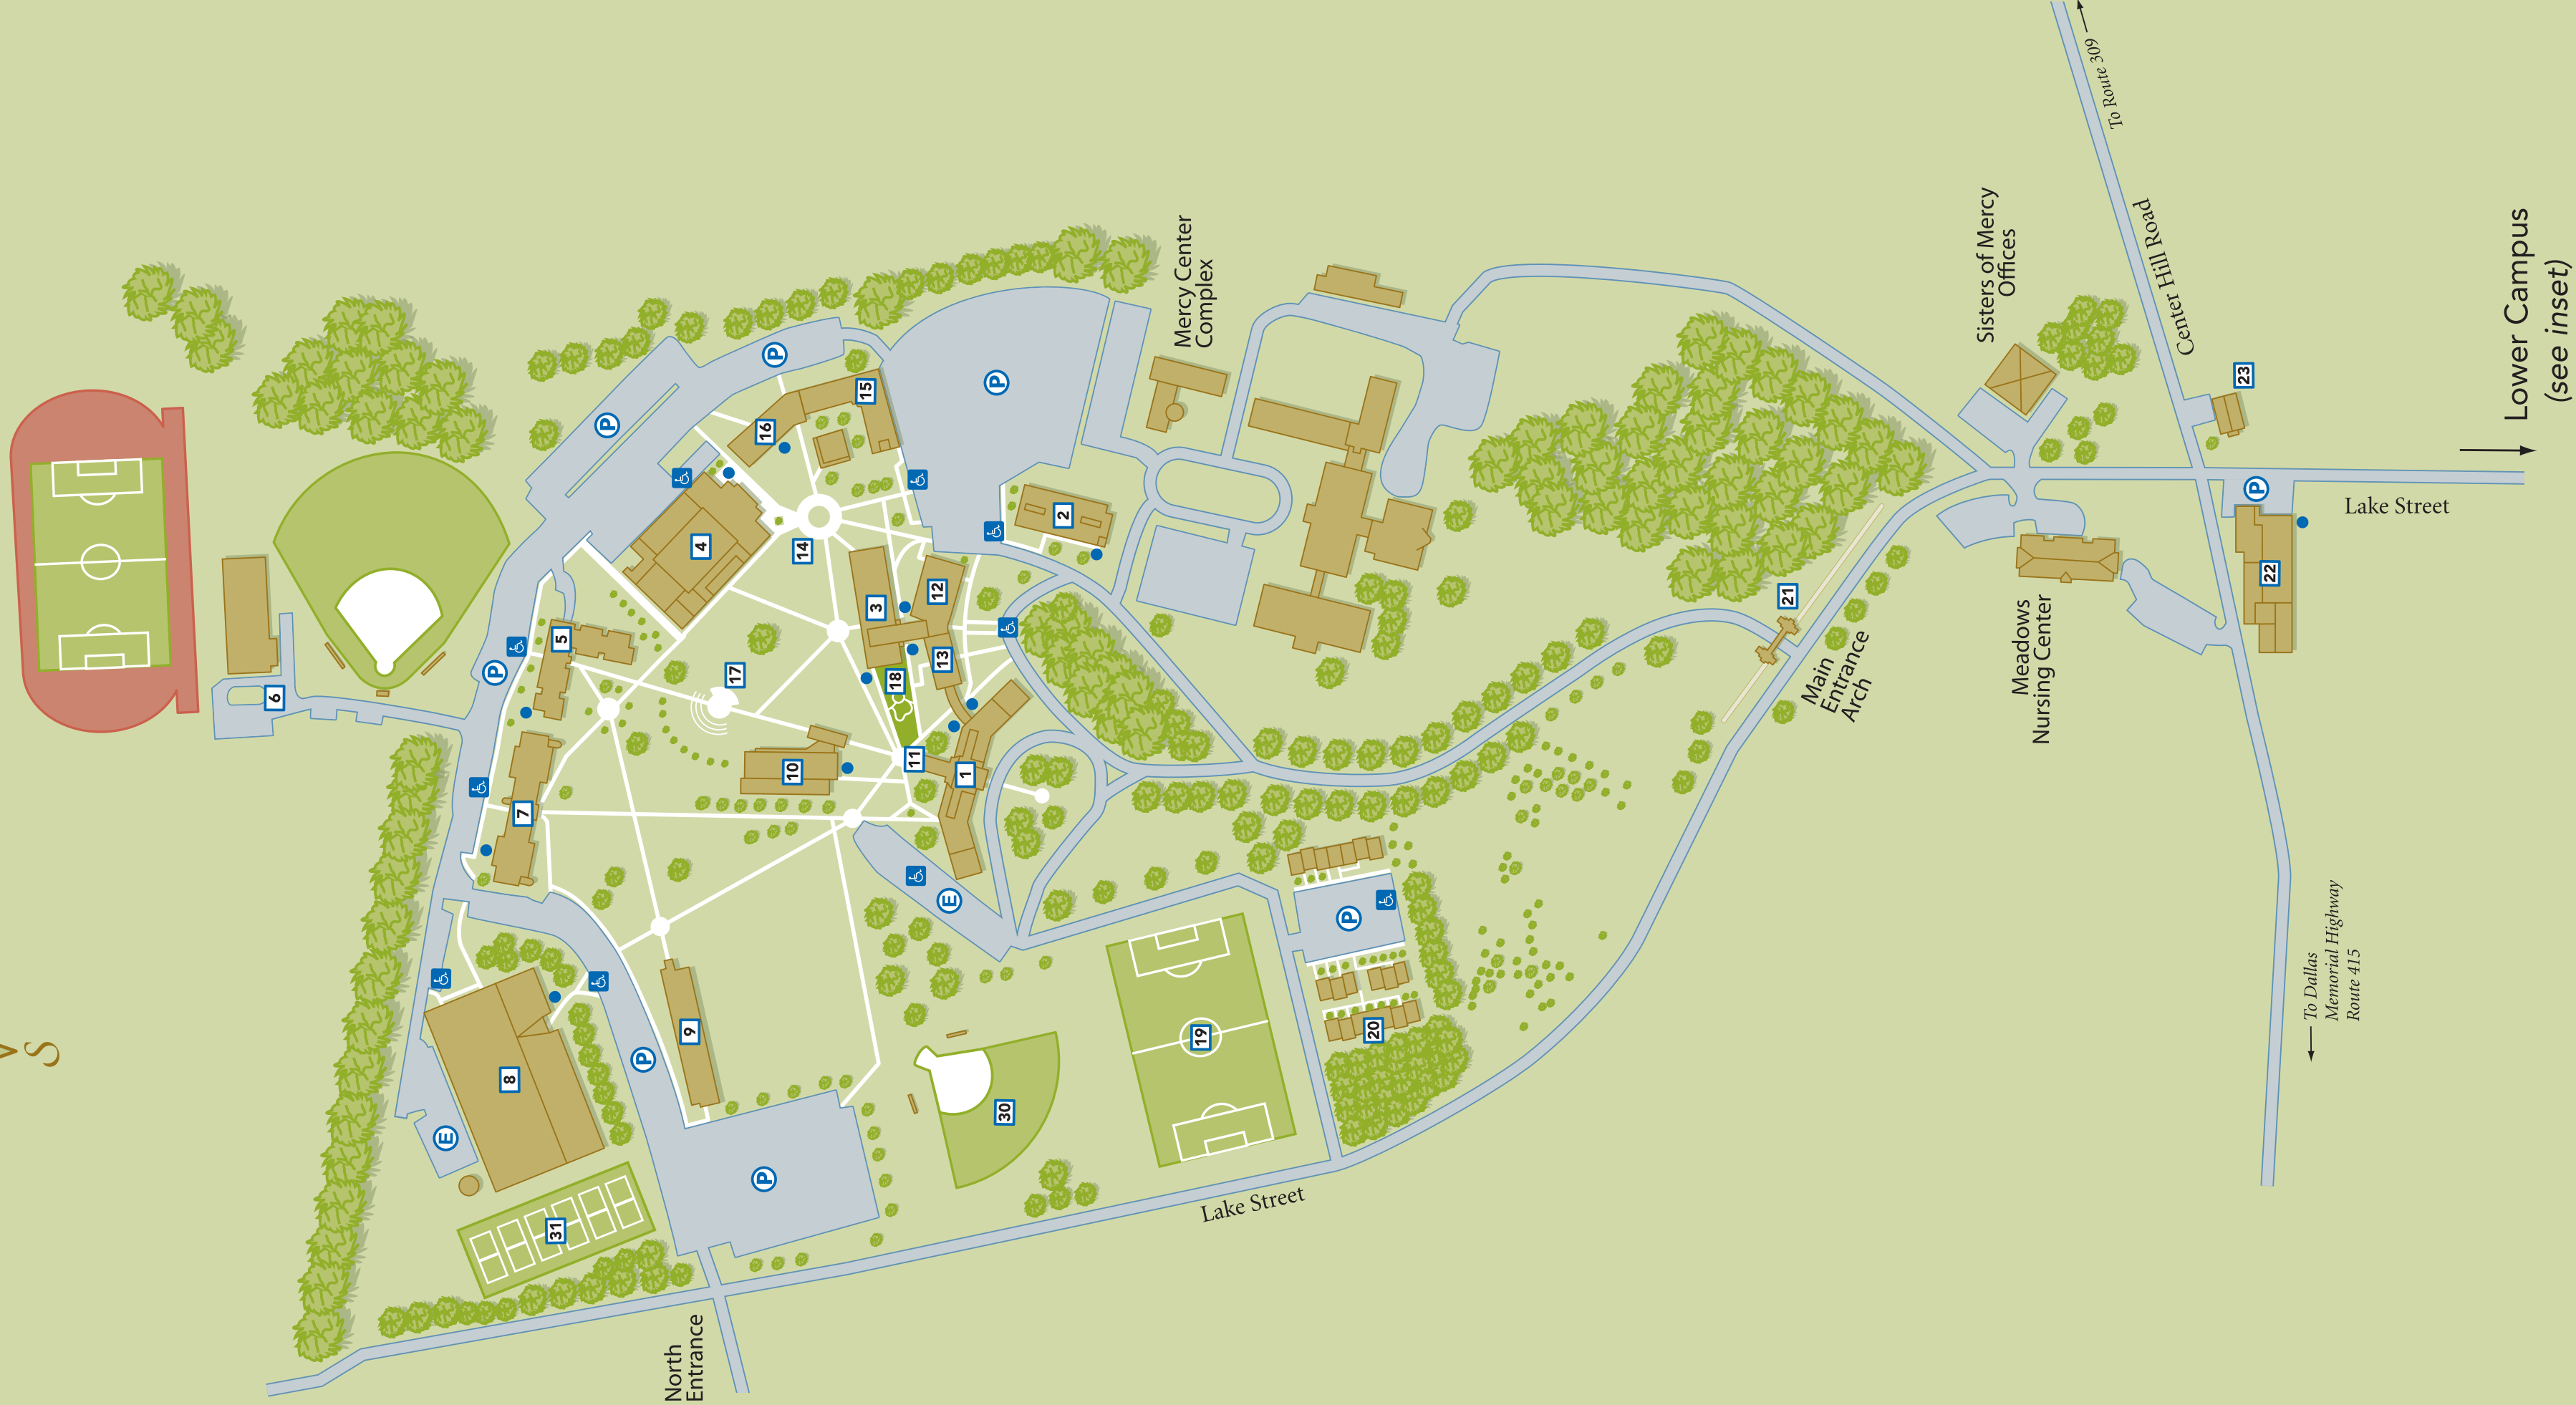 V
S
6
5
7
8
31
9
P
P
P
P
P
P
P
P
P
E
E
4
16
15
14
17
10
3
12
13
18
11
1
2
30
19
20
21
22
23
Mercy Center
Complex
Sisters of Mercy
Offices
Meadows
Nursing Center
Main
Entrance
Arch
North
Entrance
Lake Street
Lake Street
Center Hill Road
To Route 309
To Dallas
Memorial Highway
Route 415
Lower Campus
(see inset)